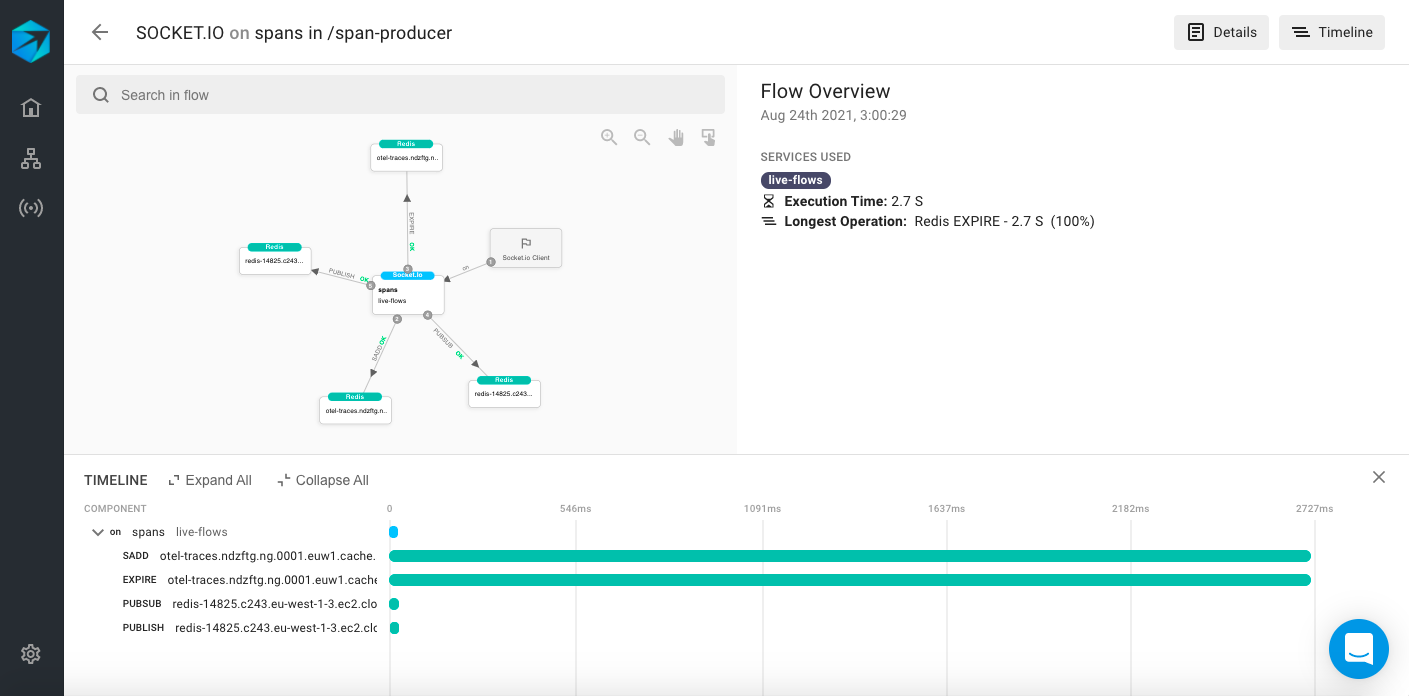 SOCKET.IO on spans in /span-producer
Details
Timeline
Search in flow
Redis
otel-traces.ndzftg.n..
EXPIRE
OK
3
Redis
redis-14825.c243...
PUBLISH
OK
5
Socket.io Client
1
on
Socket.io
spans
live-flows
2
4
SADD
OK
PUBSUB
OK
Redis
otel-traces.ndzftg.n..
Redis
redis-14825.c243...
Flow Overview
Aug 24th 2021, 3:00:29
SERVICES USED
live-flows
Execution Time: 2.7 S
Longest Operation: Redis EXPIRE - 2.7 S (100%)
TIMELINE
Expand All
Collapse All
COMPONENT
0
546ms
1091ms
1637ms
2182ms
2727ms
on spans live-flows
SADD otel-traces.ndzftg.ng.0001.euw1.cache.
EXPIRE otel-traces.ndzftg.ng.0001.euw1.cache
PUBSUB redis-14825.c243.eu-west-1-3.ec2.clo
PUBLISH redis-14825.c243.eu-west-1-3.ec2.clo